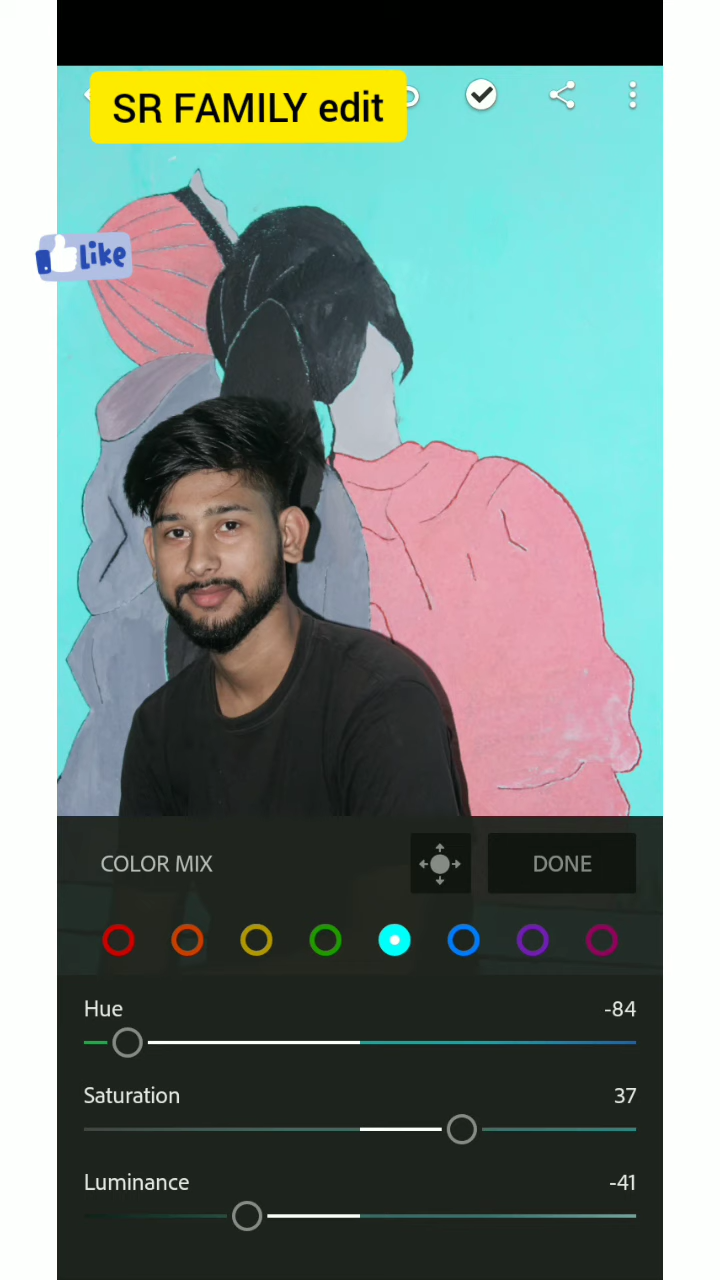 SR FAMILY edit
Like
COLOR MIX
DONE
Hue -84
Saturation 37
Luminance -41